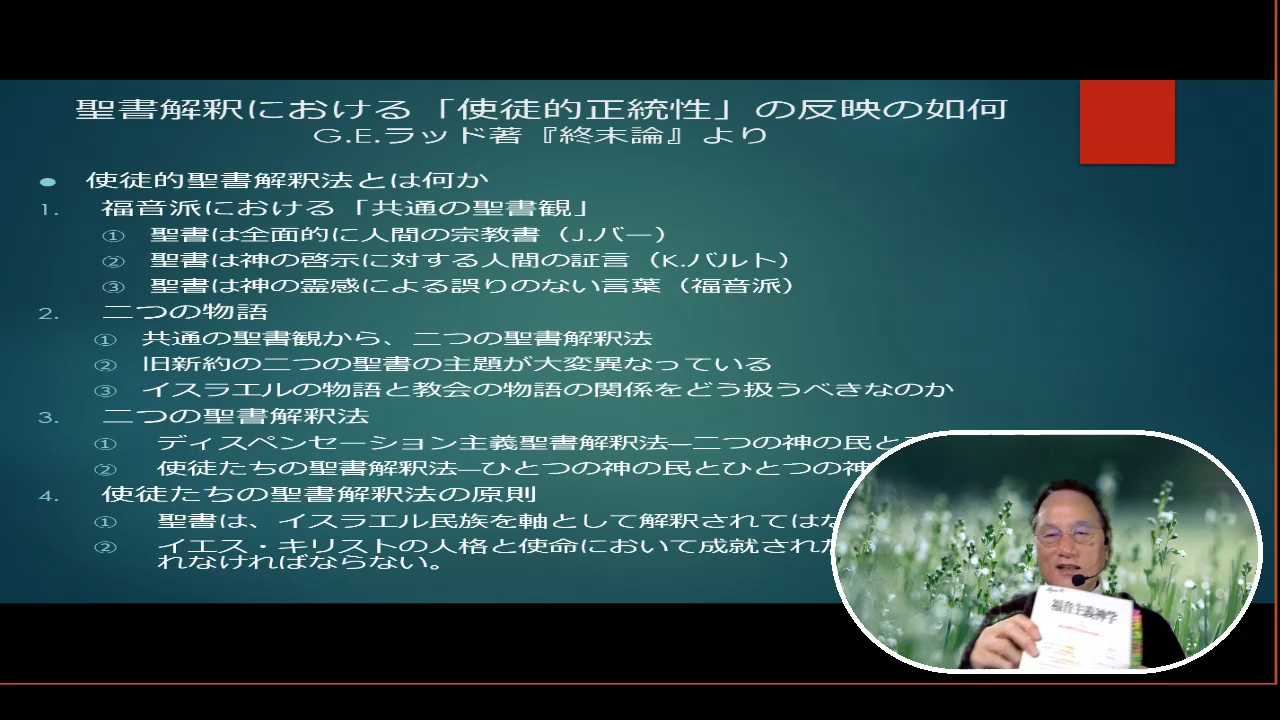 聖書解釈における「使徒的正統性」の反映の如何
G.E.ラッド著『終末論』より
● 使徒的聖書解釈法とは何か
1. 福音派における「共通の聖書観」
① 聖書は全面的に人間の宗教書（J.バー）
② 聖書は神の啓示に対する人間の証言（K.バルト）
③ 聖書は神の霊感による誤りのない言葉（福音派）
2. 二つの物語
① 共通の聖書観から、二つの聖書解釈法
② 旧新約の二つの聖書の主題が大変異なっている
③ イスラエルの物語と教会の物語の関係をどう扱うべきなのか
3. 二つの聖書解釈法
① ディスペンセーション主義聖書解釈法―二つの神の民と
② 使徒たちの聖書解釈法―ひとつの神の民とひとつの神
4. 使徒たちの聖書解釈法の原則
① 聖書は、イスラエル民族を軸として解釈されてはな
② イエス・キリストの人格と使命において成就された
れなければならない。
福音主義神学